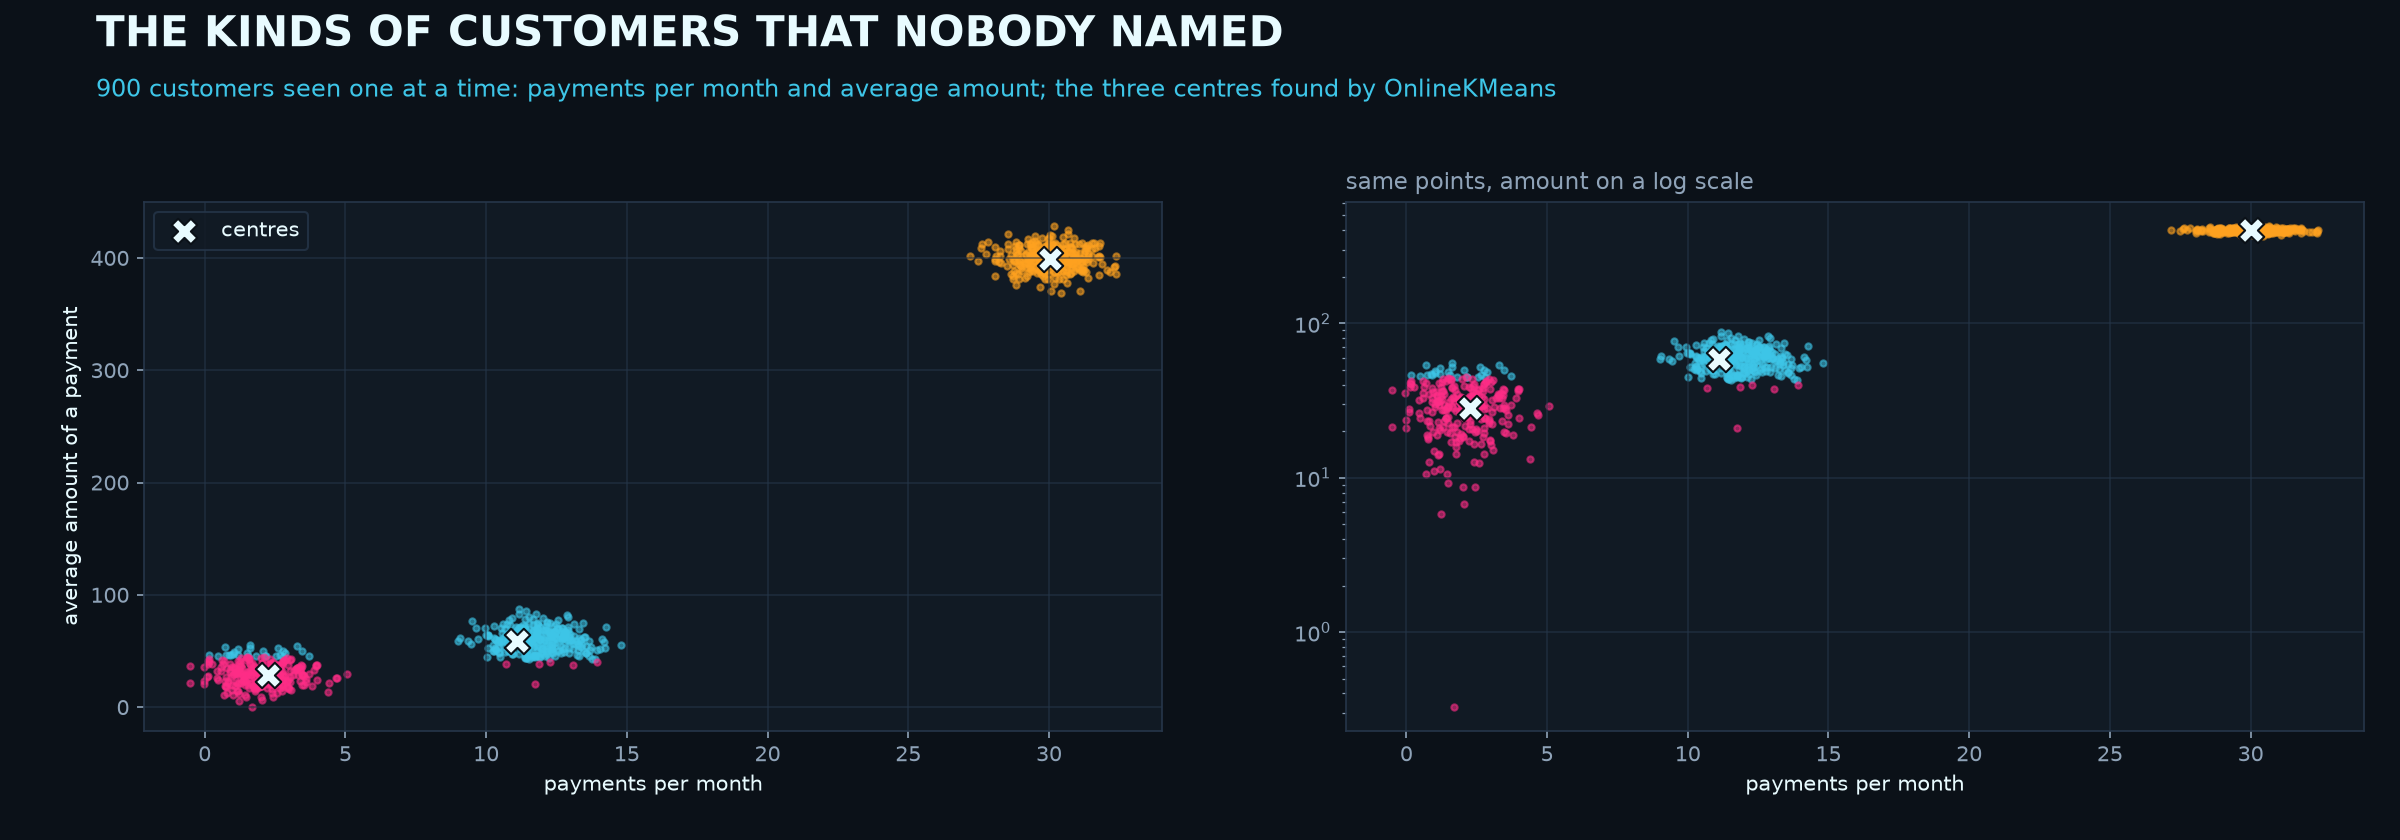 THE KINDS OF CUSTOMERS THAT NOBODY NAMED
900 customers seen one at a time: payments per month and average amount; the three centres found by OnlineKMeans
centres
average amount of a payment
400
300
200
100
0
0 5 10 15 20 25 30
payments per month
same points, amount on a log scale
10²
10¹
10⁰
0 5 10 15 20 25 30
payments per month